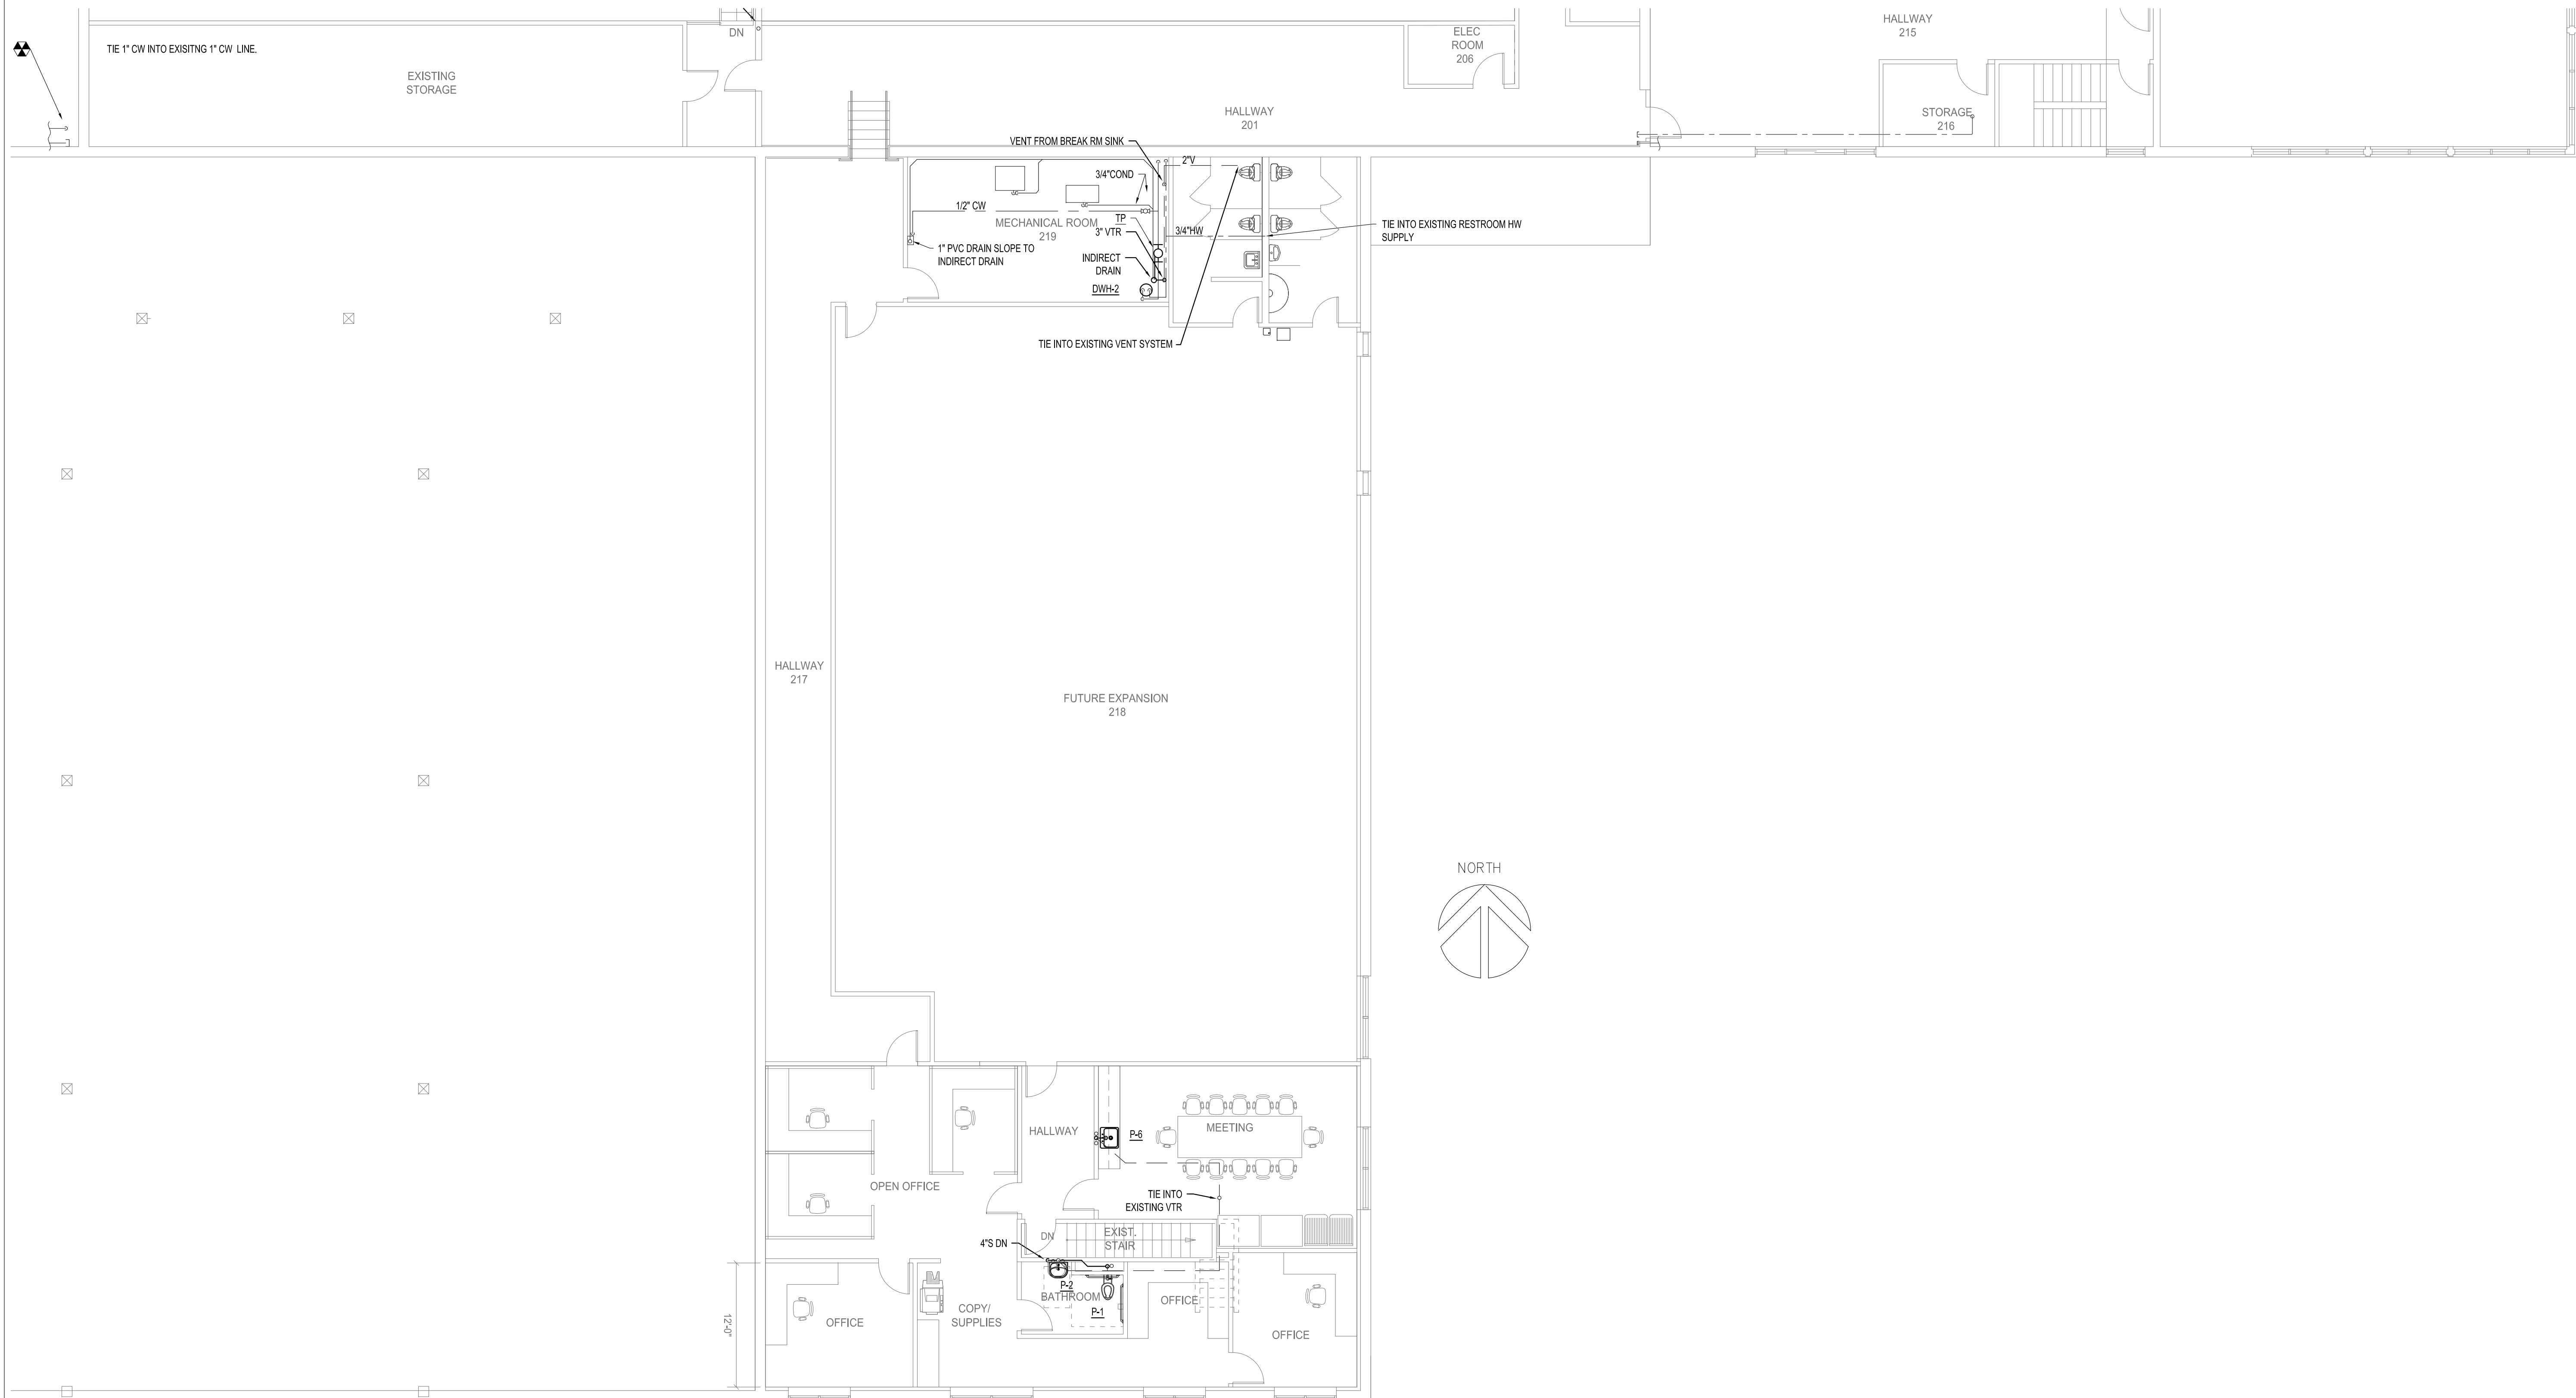 HALLWAY
215
DN
ELEC
ROOM
206
TIE 1" CW INTO EXISITNG 1" CW LINE.
EXISTING
STORAGE
HALLWAY
201
STORAGE
216
VENT FROM BREAK RM SINK
2"V
3/4"COND
1/2" CW
MECHANICAL ROOM
219
TP
3" VTR
3/4"HW
TIE INTO EXISTING RESTROOM HW
SUPPLY
1" PVC DRAIN SLOPE TO
INDIRECT DRAIN
INDIRECT
DRAIN
DWH-2
TIE INTO EXISTING VENT SYSTEM
HALLWAY
217
FUTURE EXPANSION
218
NORTH
HALLWAY
P-6
MEETING
OPEN OFFICE
TIE INTO
EXISTING VTR
DN
EXIST.
STAIR
4"S DN
P-2
BATHROOM
P-1
OFFICE
COPY/
SUPPLIES
OFFICE
OFFICE
12'-0"